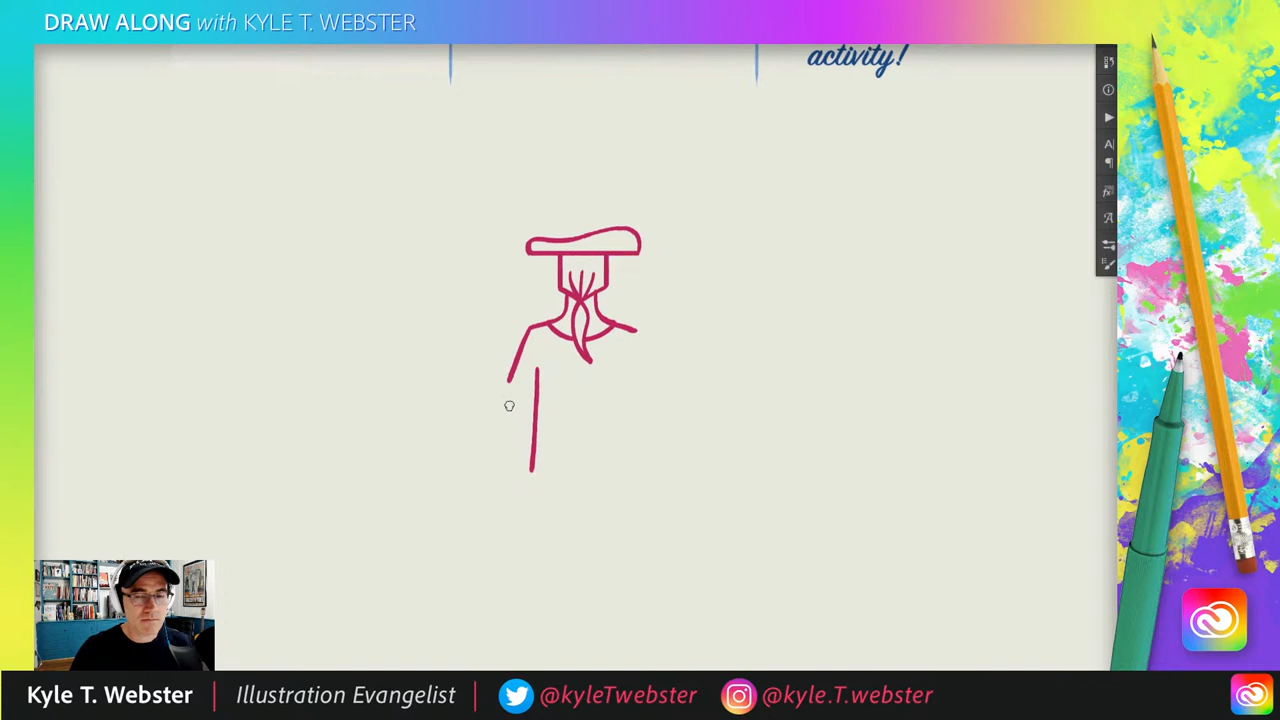 DRAW ALONG with KYLE T. WEBSTER
activity!
Kyle T. Webster | Illustration Evangelist | @kyleTwebster @kyle.T.webster